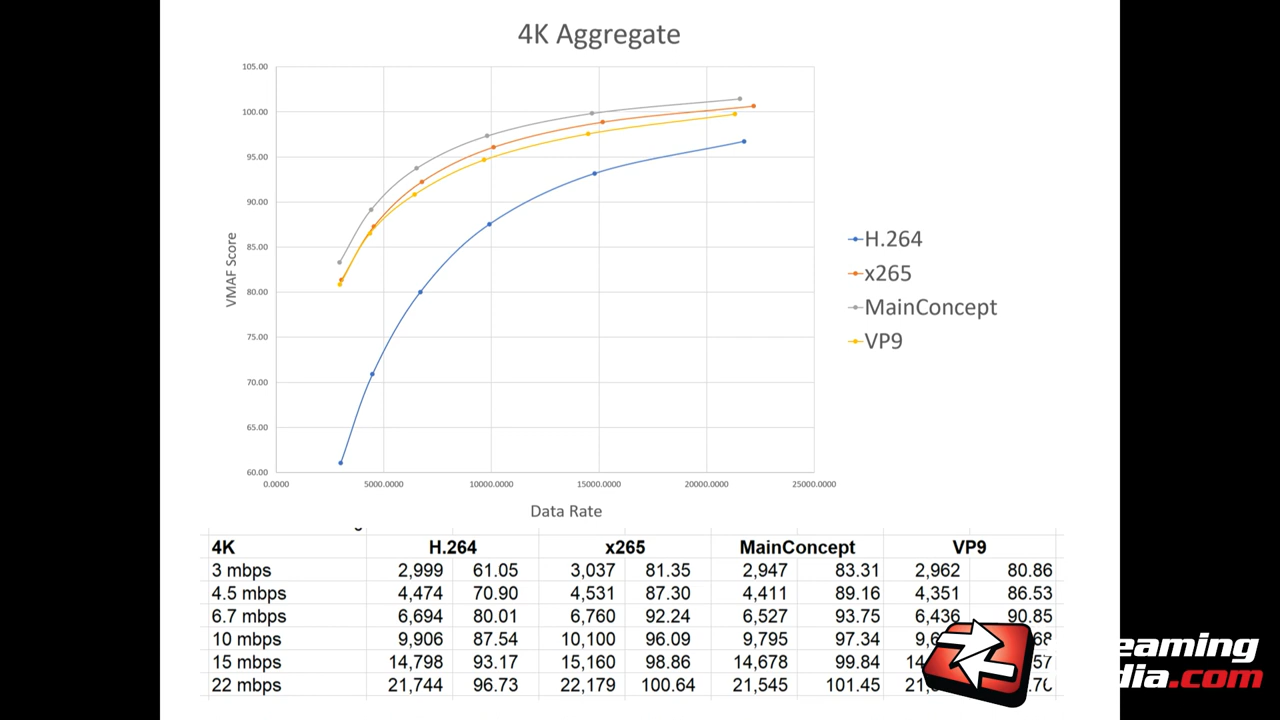 4K Aggregate
105.00
100.00
95.00
90.00
85.00
80.00
75.00
70.00
65.00
60.00
VMAF Score
0.0000 5000.0000 10000.0000 15000.0000 20000.0000 25000.0000
Data Rate
H.264
x265
MainConcept
VP9
4K H.264 x265 MainConcept VP9
3 mbps 2,999 61.05 3,037 81.35 2,947 83.31 2,962 80.86
4.5 mbps 4,474 70.90 4,531 87.30 4,411 89.16 4,351 86.53
6.7 mbps 6,694 80.01 6,760 92.24 6,527 93.75 6,436 90.85
10 mbps 9,906 87.54 10,100 96.09 9,795 97.34
15 mbps 14,798 93.17 15,160 98.86 14,678 99.84
22 mbps 21,744 96.73 22,179 100.64 21,545 101.45
eaming
dia.com